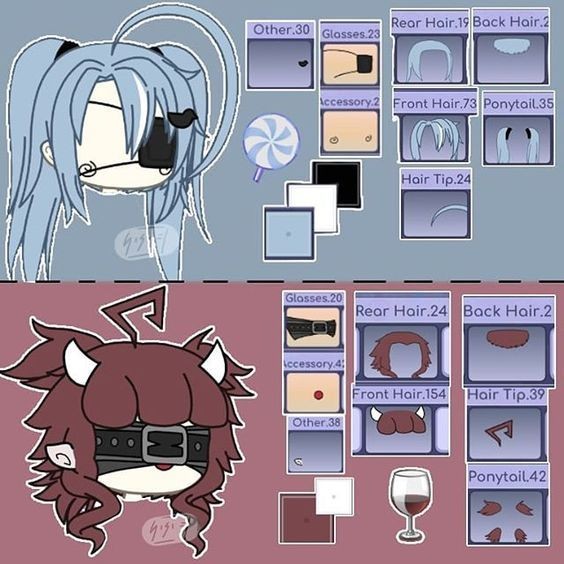 Other.30
Glasses.23
Rear Hair.19
Back Hair.2
Accessory.2
Front Hair.73
Ponytail.35
Hair Tip.24
Glasses.20
Rear Hair.24
Back Hair.2
Accessory.42
Front Hair.154
Hair Tip.39
Other.38
Ponytail.42